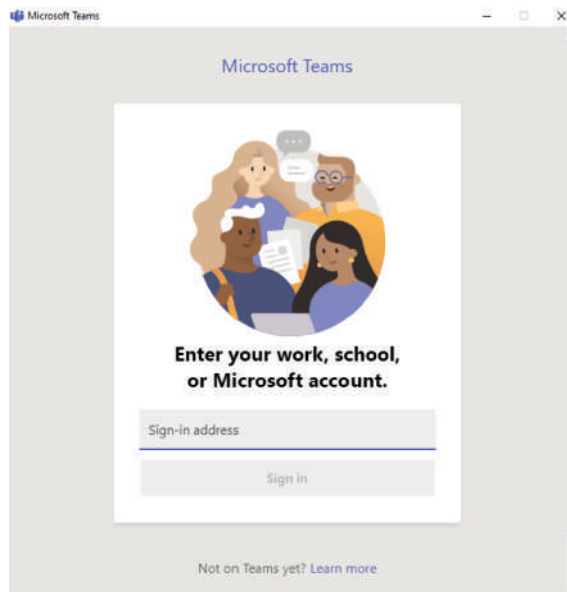 Microsoft Teams
Microsoft Teams
Enter your work, school,
or Microsoft account.
Sign-in address
Sign in
Not on Teams yet? Learn more